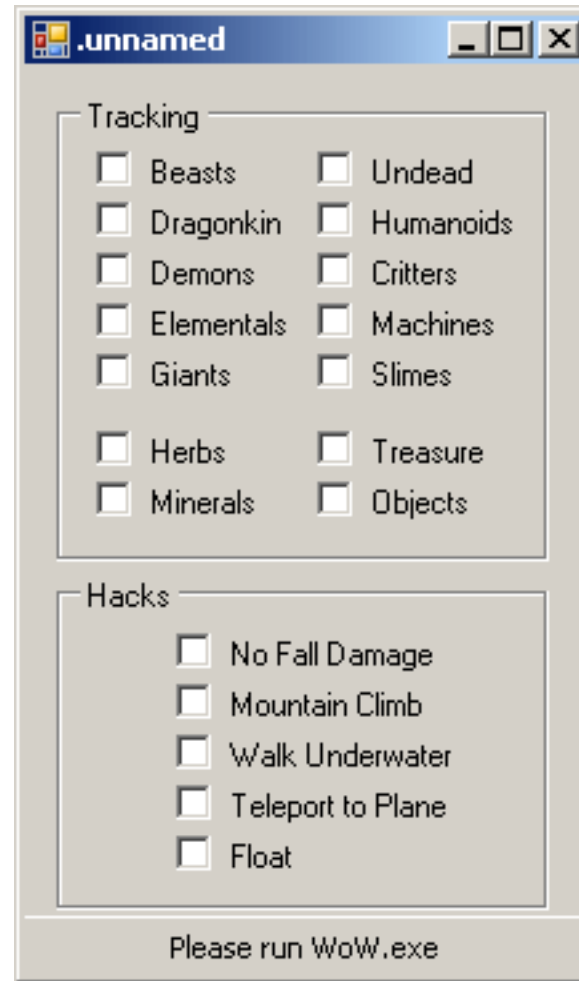 .unnamed
Tracking
Beasts Undead
Dragonkin Humanoids
Demons Critters
Elementals Machines
Giants Slimes
Herbs Treasure
Minerals Objects
Hacks
No Fall Damage
Mountain Climb
Walk Underwater
Teleport to Plane
Float
Please run WoW.exe